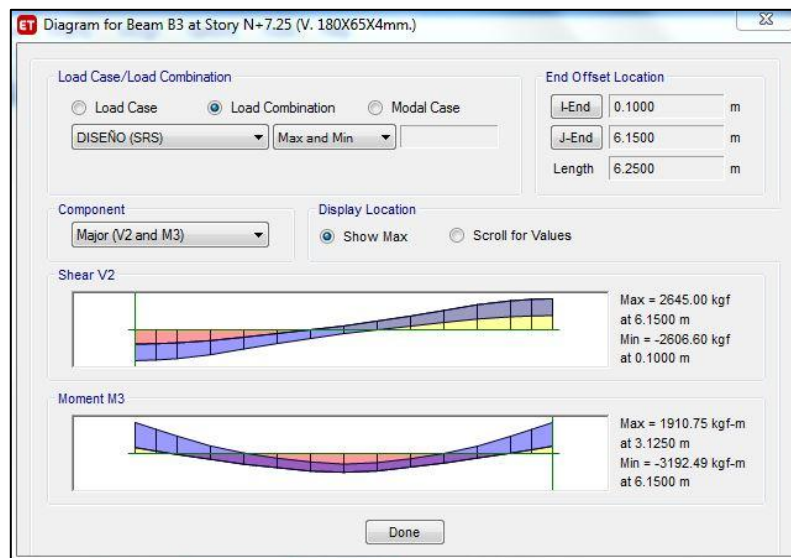 ET Diagram for Beam B3 at Story N+7.25 (V. 180X65X4mm.)
Load Case/Load Combination
Load Case Load Combination Modal Case
DISEÑO (SRS) Max and Min
End Offset Location
I-End 0.1000 m
J-End 6.1500 m
Length 6.2500 m
Component
Major (V2 and M3)
Display Location
Show Max Scroll for Values
Shear V2
Max = 2645.00 kgf
at 6.1500 m
Min = -2606.60 kgf
at 0.1000 m
Moment M3
Max = 1910.75 kgf-m
at 3.1250 m
Min = -3192.49 kgf-m
at 6.1500 m
Done